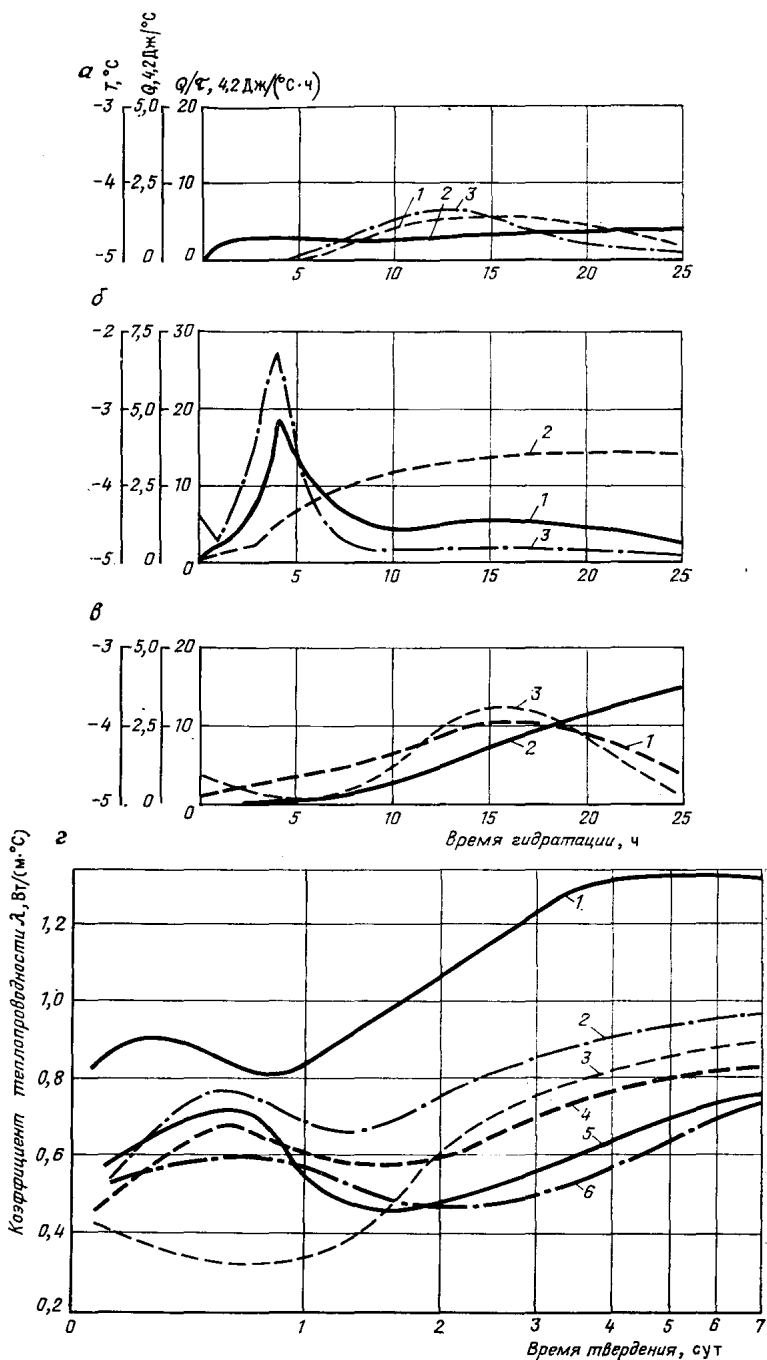 а
Т,°С
Q,4,2Дж/°С
Q/τ, 4,2 Дж/(°С·ч)
-3 5,0 20
-4 2,5 10
-5 0 0
1 2 3
5 10 15 20 25
б
-2 7,5 30
-3 5,0 20
-4 2,5 10
-5 0 0
2
1
3
5 10 15 20 25
в
-3 5,0 20
-4 2,5 10
-5 0 0
3
2
1
5 10 15 20 25
Время гидратации, ч
г
Коэффициент теплопроводности λ, Вт/(м·°С)
1,2
1,0
0,8
0,6
0,4
0,2
1
2
3
4
5
6
0 1 2 3 4 5 6 7
Время твердения, сут